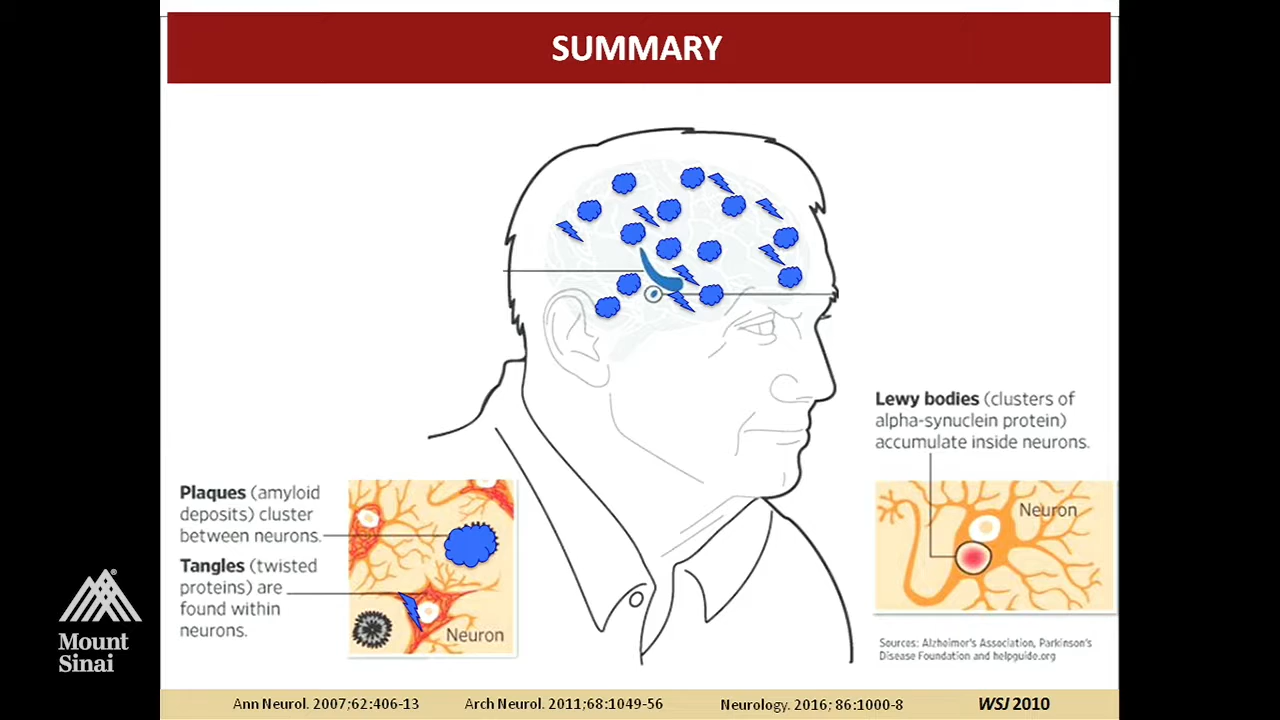 SUMMARY
Lewy bodies (clusters of
alpha-synuclein protein)
accumulate inside neurons.
Neuron
Plaques (amyloid
deposits) cluster
between neurons.
Tangles (twisted
proteins) are
found within
neurons.
Neuron
Sources: Alzheimer's Association, Parkinson's
Disease Foundation and helpguide.org
Mount
Sinai
Ann Neurol. 2007;62:406-13
Arch Neurol. 2011;68:1049-56
Neurology. 2016; 86:1000-8
WSJ 2010